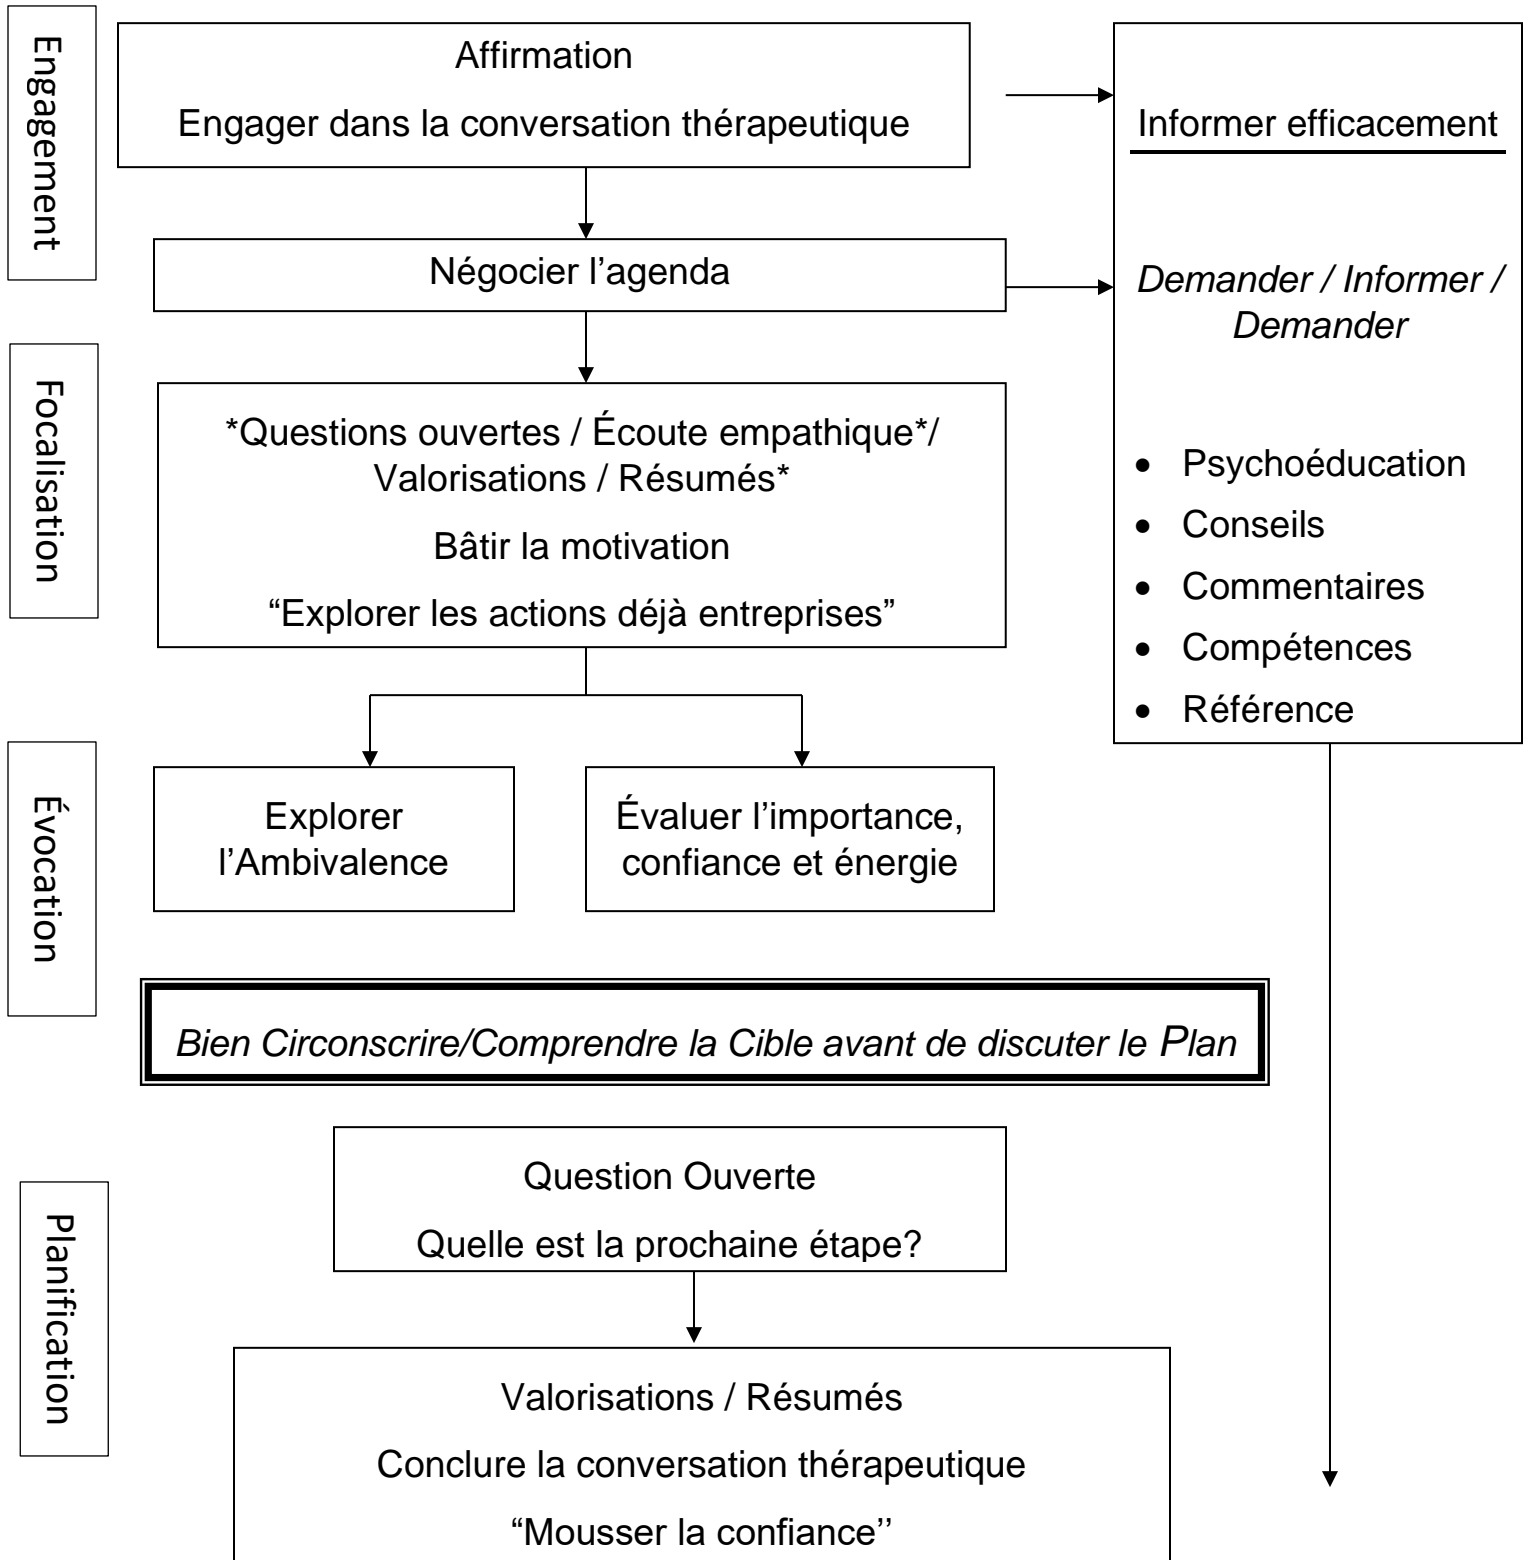 Engagement
Affirmation
Engager dans la conversation thérapeutique
Négocier l’agenda
Informer efficacement
Demander / Informer /
Demander
• Psychoéducation
• Conseils
• Commentaires
• Compétences
• Référence
Focalisation
*Questions ouvertes / Écoute empathique*/
Valorisations / Résumés*
Bâtir la motivation
“Explorer les actions déjà entreprises”
Évocation
Explorer
l’Ambivalence
Évaluer l’importance,
confiance et énergie
Bien Circonscrire/Comprendre la Cible avant de discuter le Plan
Planification
Question Ouverte
Quelle est la prochaine étape?
Valorisations / Résumés
Conclure la conversation thérapeutique
“Mousser la confiance’’